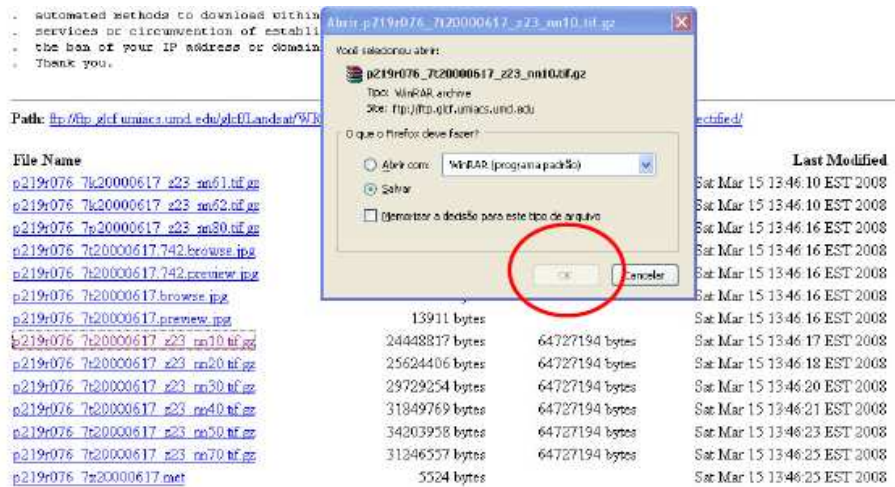 . automated methods to download within
. services or circumvention of establi
. the ban of your IP address or domain
. Thank you.
Abrir p219r076_7t20000617_z23_nn10.tif.gz
Você selecionou abrir:
p219r076_7t20000617_z23_nn10.tif.gz
Tipo: WinRAR archive
Site: ftp://ftp.glcf.umiacs.umd.edu
O que o Firefox deve fazer?
Abrir com: WinRAR (programa padrão)
Salvar
Memorizar a decisão para este tipo de arquivo
OK Cancelar
Path: ftp://ftp.glcf.umiacs.umd.edu/glcf/Landsat/WR ectified/
File Name Last Modified
p219r076_7k20000617_z23_nn61.tif.gz Sat Mar 15 13:46:10 EST 2008
p219r076_7k20000617_z23_nn62.tif.gz Sat Mar 15 13:46:10 EST 2008
p219r076_7p20000617_z23_nn80.tif.gz Sat Mar 15 13:46:16 EST 2008
p219r076_7t20000617.742.browse.jpg Sat Mar 15 13:46:16 EST 2008
p219r076_7t20000617.742.preview.jpg Sat Mar 15 13:46:16 EST 2008
p219r076_7t20000617.browse.jpg Sat Mar 15 13:46:16 EST 2008
p219r076_7t20000617.preview.jpg 13911 bytes Sat Mar 15 13:46:16 EST 2008
p219r076_7t20000617_z23_nn10.tif.gz 24448817 bytes 64727194 bytes Sat Mar 15 13:46:17 EST 2008
p219r076_7t20000617_z23_nn20.tif.gz 25624406 bytes 64727194 bytes Sat Mar 15 13:46:18 EST 2008
p219r076_7t20000617_z23_nn30.tif.gz 29729254 bytes 64727194 bytes Sat Mar 15 13:46:20 EST 2008
p219r076_7t20000617_z23_nn40.tif.gz 31849769 bytes 64727194 bytes Sat Mar 15 13:46:21 EST 2008
p219r076_7t20000617_z23_nn50.tif.gz 34203958 bytes 64727194 bytes Sat Mar 15 13:46:23 EST 2008
p219r076_7t20000617_z23_nn70.tif.gz 31246557 bytes 64727194 bytes Sat Mar 15 13:46:25 EST 2008
p219r076_7x20000617.met 5524 bytes Sat Mar 15 13:46:25 EST 2008